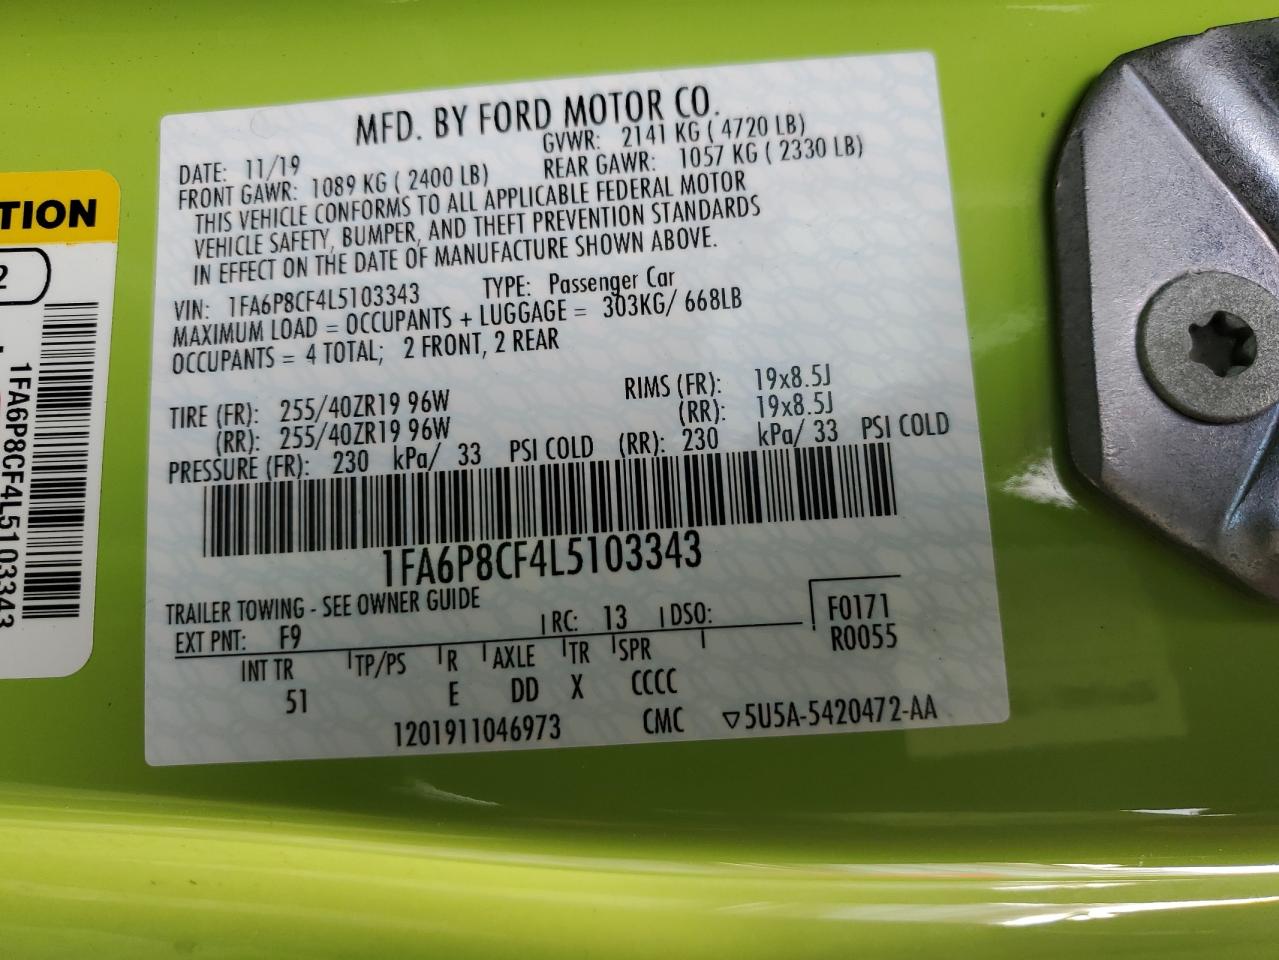 MFD. BY FORD MOTOR CO.
DATE: 11/19 GVWR: 2141 KG ( 4720 LB)
FRONT GAWR: 1089 KG ( 2400 LB) REAR GAWR: 1057 KG ( 2330 LB)
THIS VEHICLE CONFORMS TO ALL APPLICABLE FEDERAL MOTOR
VEHICLE SAFETY, BUMPER, AND THEFT PREVENTION STANDARDS
IN EFFECT ON THE DATE OF MANUFACTURE SHOWN ABOVE.
VIN: 1FA6P8CF4L5103343 TYPE: Passenger Car
MAXIMUM LOAD = OCCUPANTS + LUGGAGE = 303KG/ 668LB
OCCUPANTS = 4 TOTAL; 2 FRONT, 2 REAR
TIRE (FR): 255/40ZR19 96W RIMS (FR): 19x8.5J
(RR): 255/40ZR19 96W (RR): 19x8.5J
PRESSURE (FR): 230 kPa/ 33 PSI COLD (RR): 230 kPa/ 33 PSI COLD
1FA6P8CF4L5103343
TRAILER TOWING - SEE OWNER GUIDE
EXT PNT: F9 RC: 13 DSO: F0171
R0055
INT TR TP/PS R AXLE TR SPR
51 E DD X CCCC
1201911046973 CMC ▽5U5A-5420472-AA
TION
2
1FA6P8CF4L5103343